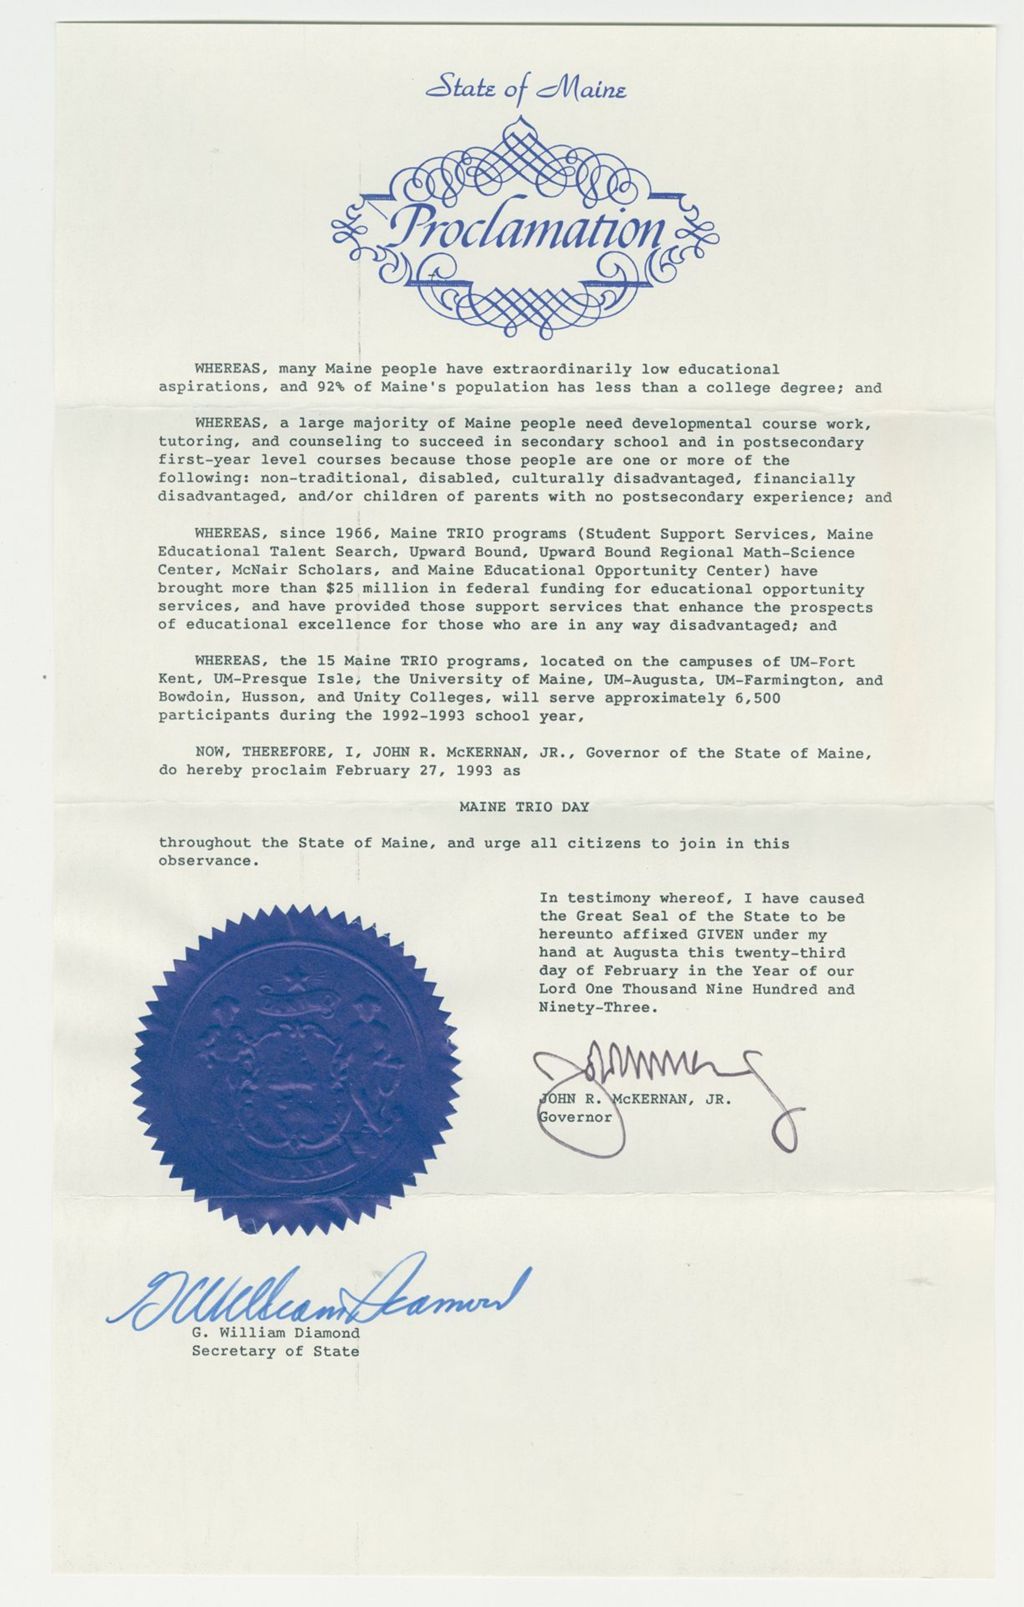 State of Maine
Proclamation
WHEREAS, many Maine people have extraordinarily low educational
aspirations, and 92% of Maine's population has less than a college degree; and
WHEREAS, a large majority of Maine people need developmental course work,
tutoring, and counseling to succeed in secondary school and in postsecondary
first-year level courses because those people are one or more of the
following: non-traditional, disabled, culturally disadvantaged, financially
disadvantaged, and/or children of parents with no postsecondary experience; and
WHEREAS, since 1966, Maine TRIO programs (Student Support Services, Maine
Educational Talent Search, Upward Bound, Upward Bound Regional Math-Science
Center, McNair Scholars, and Maine Educational Opportunity Center) have
brought more than $25 million in federal funding for educational opportunity
services, and have provided those support services that enhance the prospects
of educational excellence for those who are in any way disadvantaged; and
WHEREAS, the 15 Maine TRIO programs, located on the campuses of UM-Fort
Kent, UM-Presque Isle, the University of Maine, UM-Augusta, UM-Farmington, and
Bowdoin, Husson, and Unity Colleges, will serve approximately 6,500
participants during the 1992-1993 school year,
NOW, THEREFORE, I, JOHN R. McKERNAN, JR., Governor of the State of Maine,
do hereby proclaim February 27, 1993 as
MAINE TRIO DAY
throughout the State of Maine, and urge all citizens to join in this
observance.
In testimony whereof, I have caused
the Great Seal of the State to be
hereunto affixed GIVEN under my
hand at Augusta this twenty-third
day of February in the Year of our
Lord One Thousand Nine Hundred and
Ninety-Three.
JOHN R. McKERNAN, JR.
Governor
G William Diamond
G. William Diamond
Secretary of State